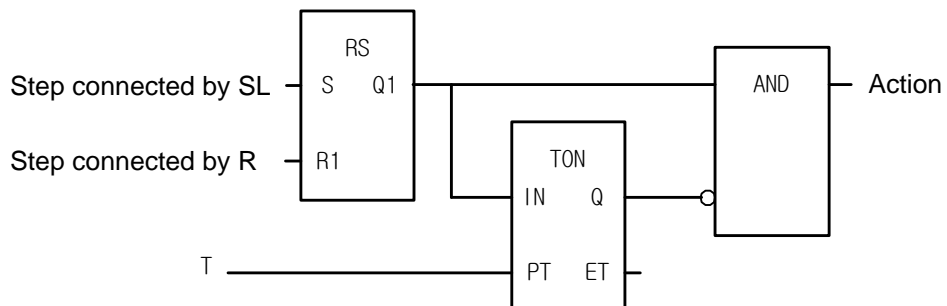 RS
Step connected by SL
S
Q1
AND
Action
Step connected by R
R1
TON
IN
Q
T
PT
ET